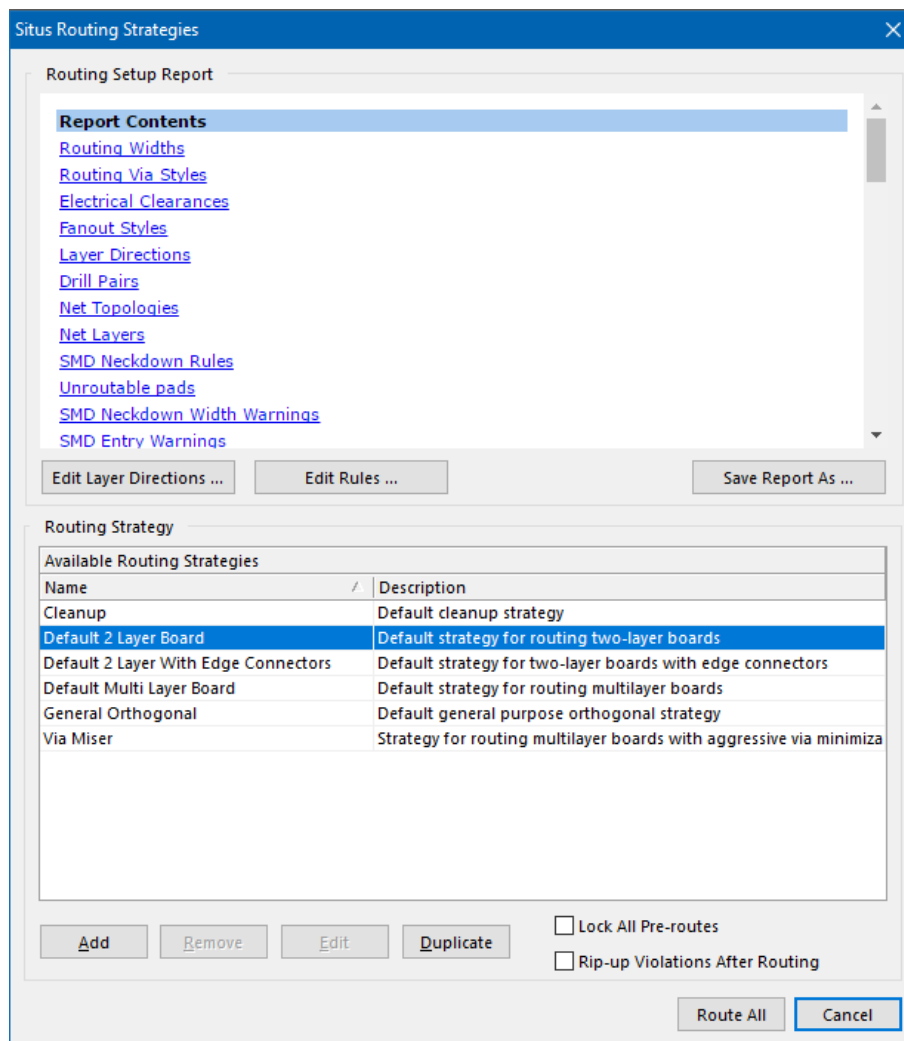 Situs Routing Strategies
Routing Setup Report
Report Contents
Routing Widths
Routing Via Styles
Electrical Clearances
Fanout Styles
Layer Directions
Drill Pairs
Net Topologies
Net Layers
SMD Neckdown Rules
Unroutable pads
SMD Neckdown Width Warnings
SMD Entry Warnings
Edit Layer Directions ... Edit Rules ... Save Report As ...
Routing Strategy
Available Routing Strategies
Name Description
Cleanup Default cleanup strategy
Default 2 Layer Board Default strategy for routing two-layer boards
Default 2 Layer With Edge Connectors Default strategy for two-layer boards with edge connectors
Default Multi Layer Board Default strategy for routing multilayer boards
General Orthogonal Default general purpose orthogonal strategy
Via Miser Strategy for routing multilayer boards with aggressive via minimiza
Add Remove Edit Duplicate Lock All Pre-routes
Rip-up Violations After Routing
Route All Cancel